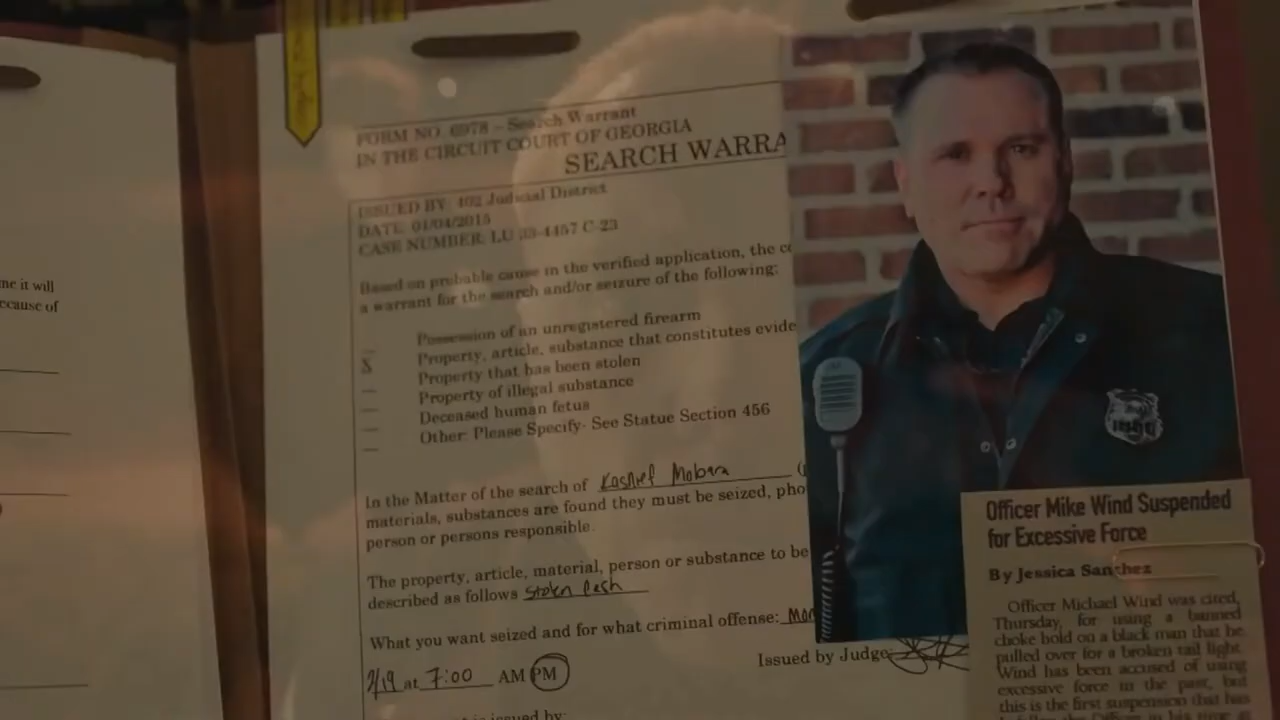 me it will
ecause of
FORM NO. 6978 - Search Warrant
IN THE CIRCUIT COURT OF GEORGIA
SEARCH WARRA
ISSUED BY: 402 Judicial District
DATE: 01/04/2015
CASE NUMBER: LU 33-4457 C-23
Based on probable cause in the verified application, the co
a warrant for the search and/or seizure of the following:
Possession of an unregistered firearm
X Property, article, substance that constitutes evide
Property that has been stolen
Property of illegal substance
Deceased human fetus
Other: Please Specify- See Statue Section 456
In the Matter of the search of
materials, substances are found they must be seized, pho
person or persons responsible.
The property, article, material, person or substance to be
described as follows Stolen Cash
What you want seized and for what criminal offense: Mon
at 7:00 AM PM
Issued by Judge:
is issued by:
Officer Mike Wind Suspended
for Excessive Force
By Jessica Sanchez
Officer Michael Wind was cited,
Thursday, for using a banned
choke hold on a black man that he
pulled over for a broken tail light.
Wind has been accused of using
excessive force in the past, but
this is the first suspension that has